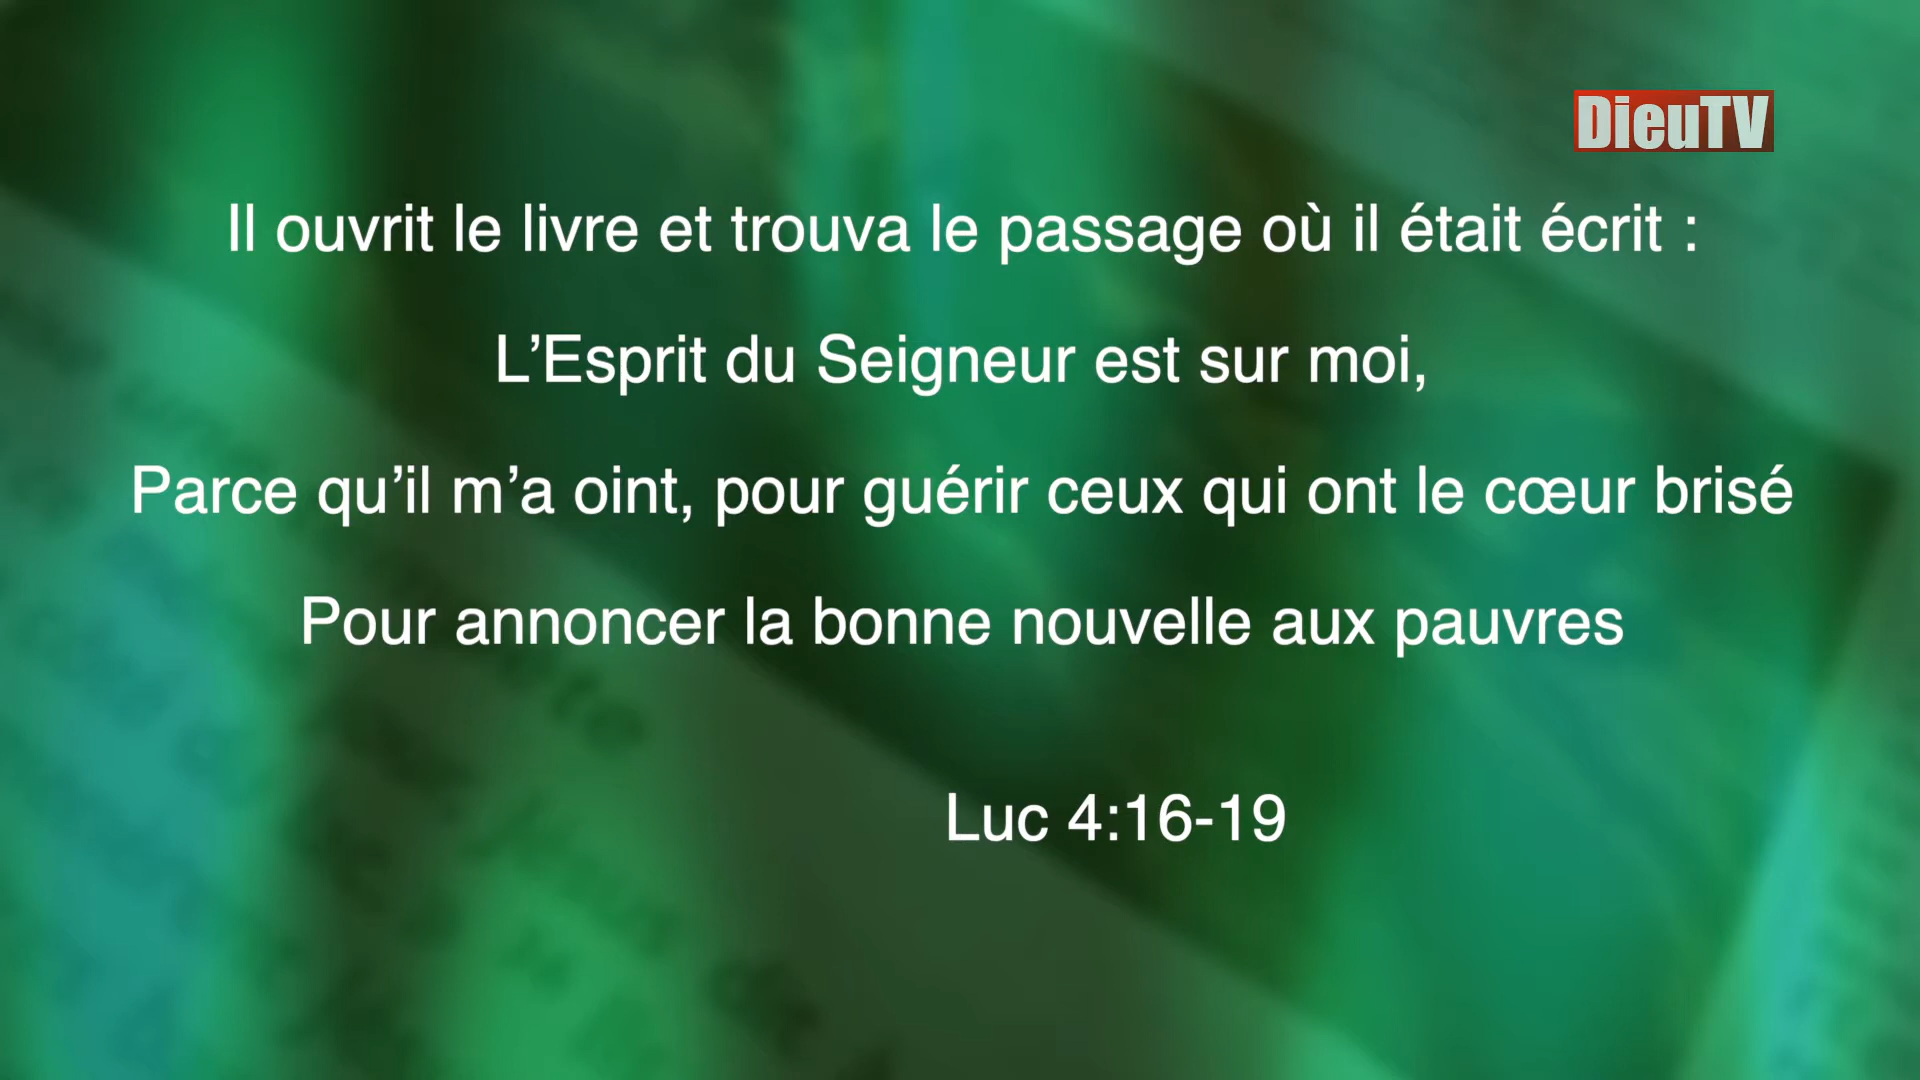 DieuTV
Il ouvrit le livre et trouva le passage où il était écrit :
L’Esprit du Seigneur est sur moi,
Parce qu’il m’a oint, pour guérir ceux qui ont le cœur brisé
Pour annoncer la bonne nouvelle aux pauvres
Luc 4:16-19